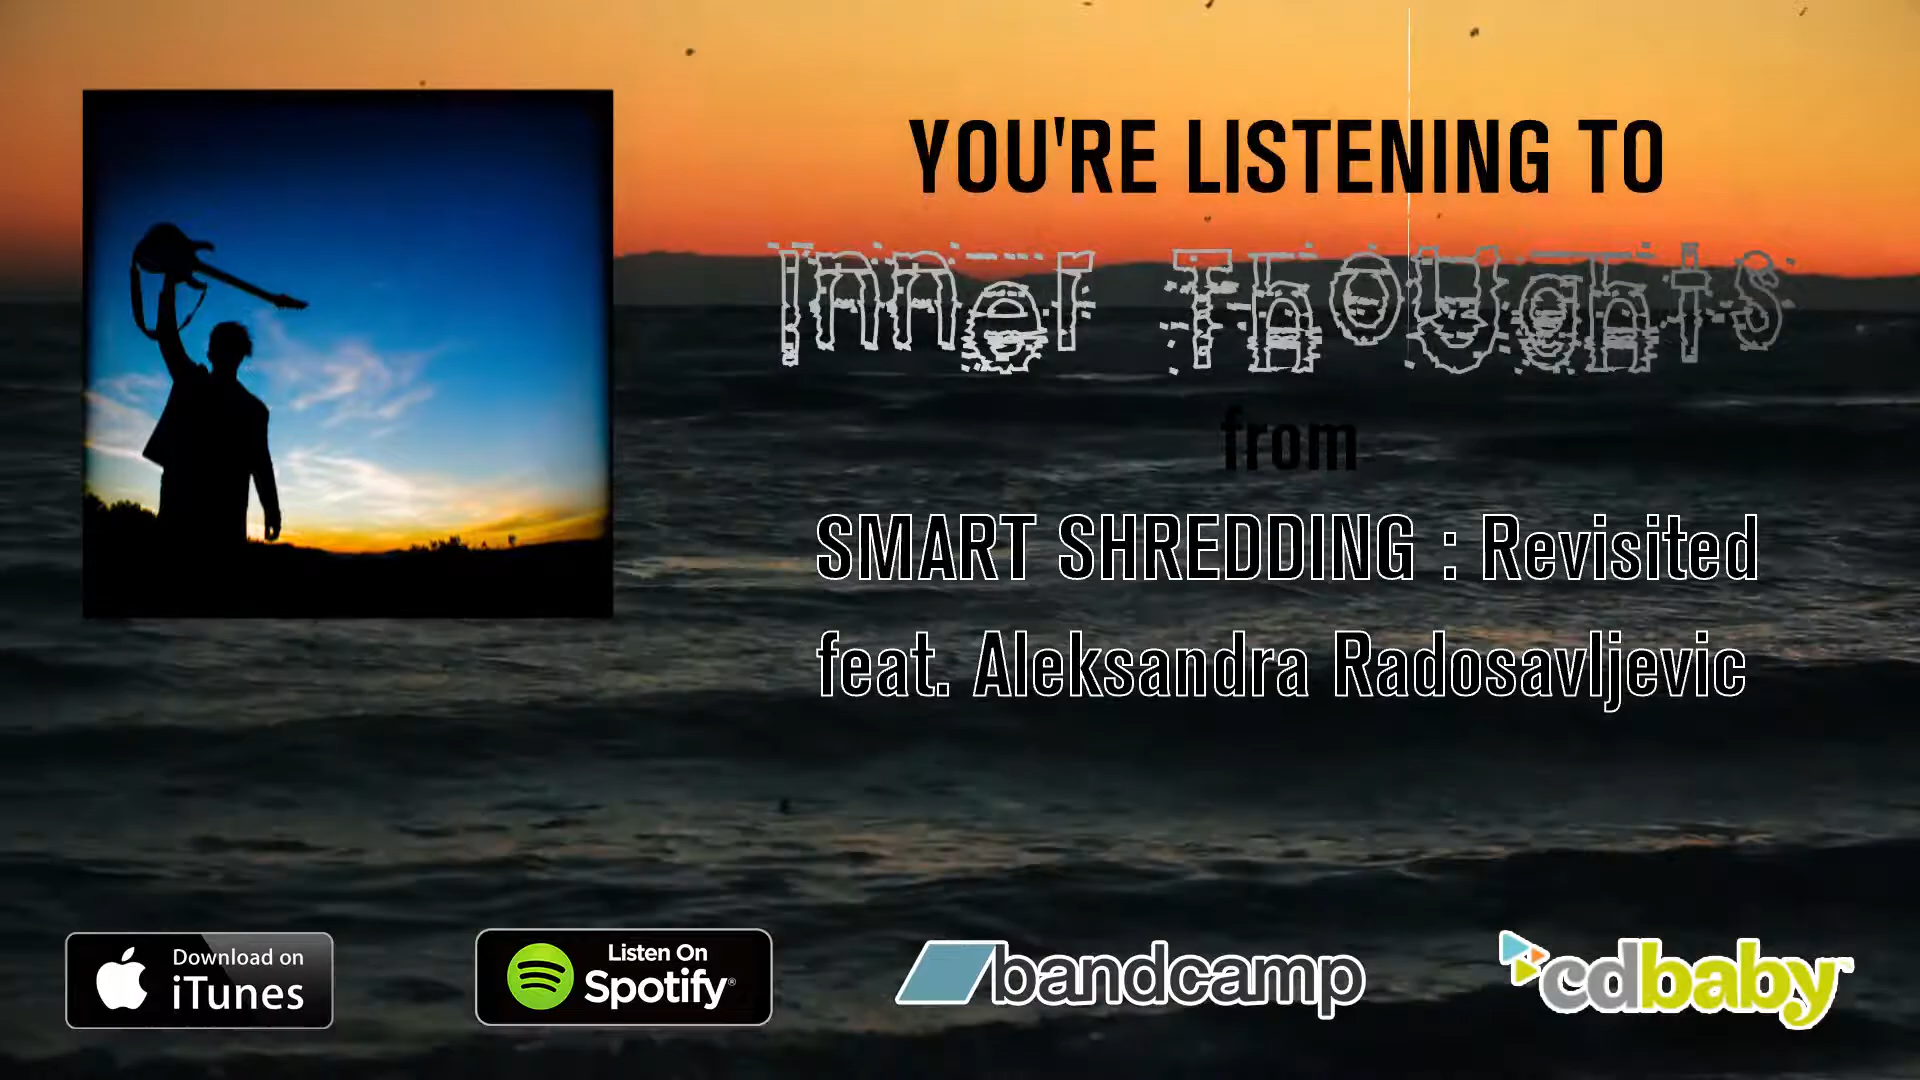 YOU'RE LISTENING TO
Inner Thoughts
from
SMART SHREDDING : Revisited
feat. Aleksandra Radosavljevic
Download on
iTunes
Listen On
Spotify®
bandcamp
cdbaby™